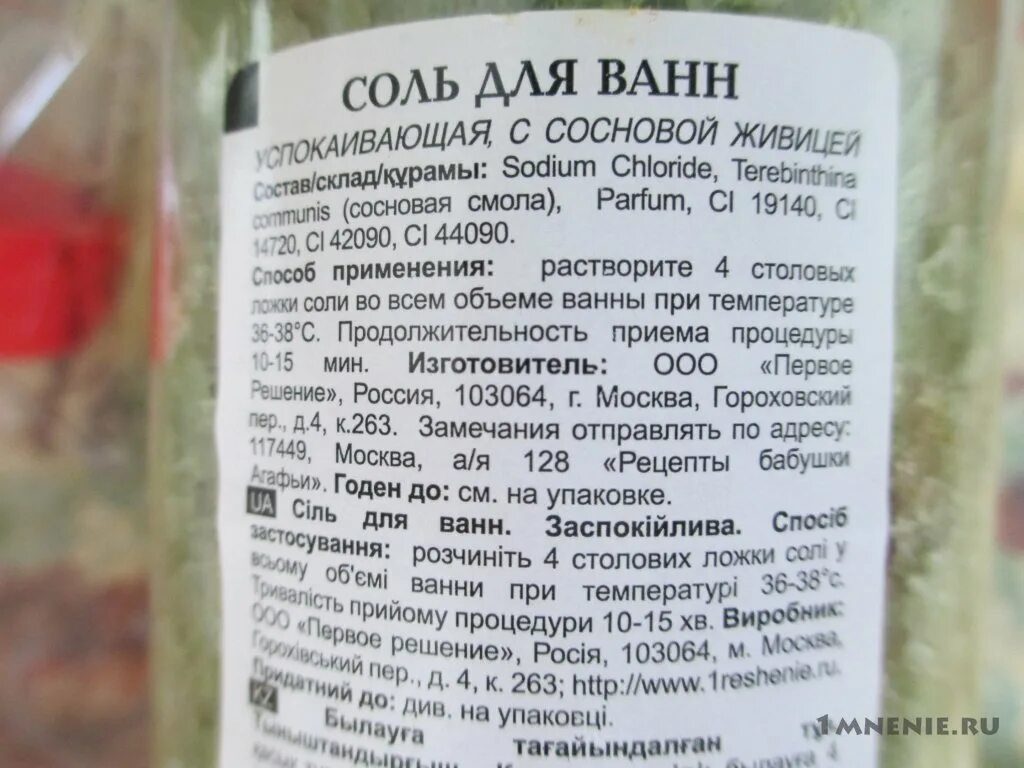 СОЛЬ ДЛЯ ВАНН
УСПОКАИВАЮЩАЯ, С СОСНОВОЙ ЖИВИЦЕЙ
Состав/склад/құрамы: Sodium Chloride, Terebinthina
communis (сосновая смола), Parfum, CI 19140, CI
14720, CI 42090, CI 44090.
Способ применения: растворите 4 столовых
ложки соли во всем объеме ванны при температуре
36-38°С. Продолжительность приема процедуры
10-15 мин. Изготовитель: ООО «Первое
Решение», Россия, 103064, г. Москва, Гороховский
пер., д.4, к.263. Замечания отправлять по адресу:
117449, Москва, а/я 128 «Рецепты бабушки
Агафьи». Годен до: см. на упаковке.
UA Сіль для ванн. Заспокійлива. Спосіб
застосування: розчиніть 4 столових ложки солі у
всьому об'ємі ванни при температурі 36-38°с.
Тривалість прийому процедури 10-15 хв. Виробник:
ООО «Первое решение», Росія, 103064, м. Москва,
Горохівський пер., д. 4, к. 263; http://www.1reshenie.ru.
Придатний до: див. на упаковці.
KZ Былауға тағайындалған
1MNENIE.RU